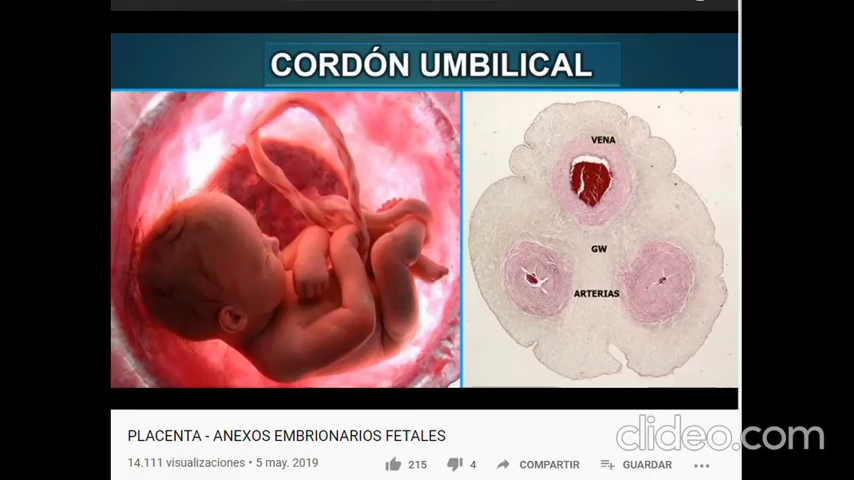 CORDÓN UMBILICAL
VENA
GW
ARTERIAS
PLACENTA - ANEXOS EMBRIONARIOS FETALES
14.111 visualizaciones • 5 may. 2019
215
4
COMPARTIR
GUARDAR
clideo.com